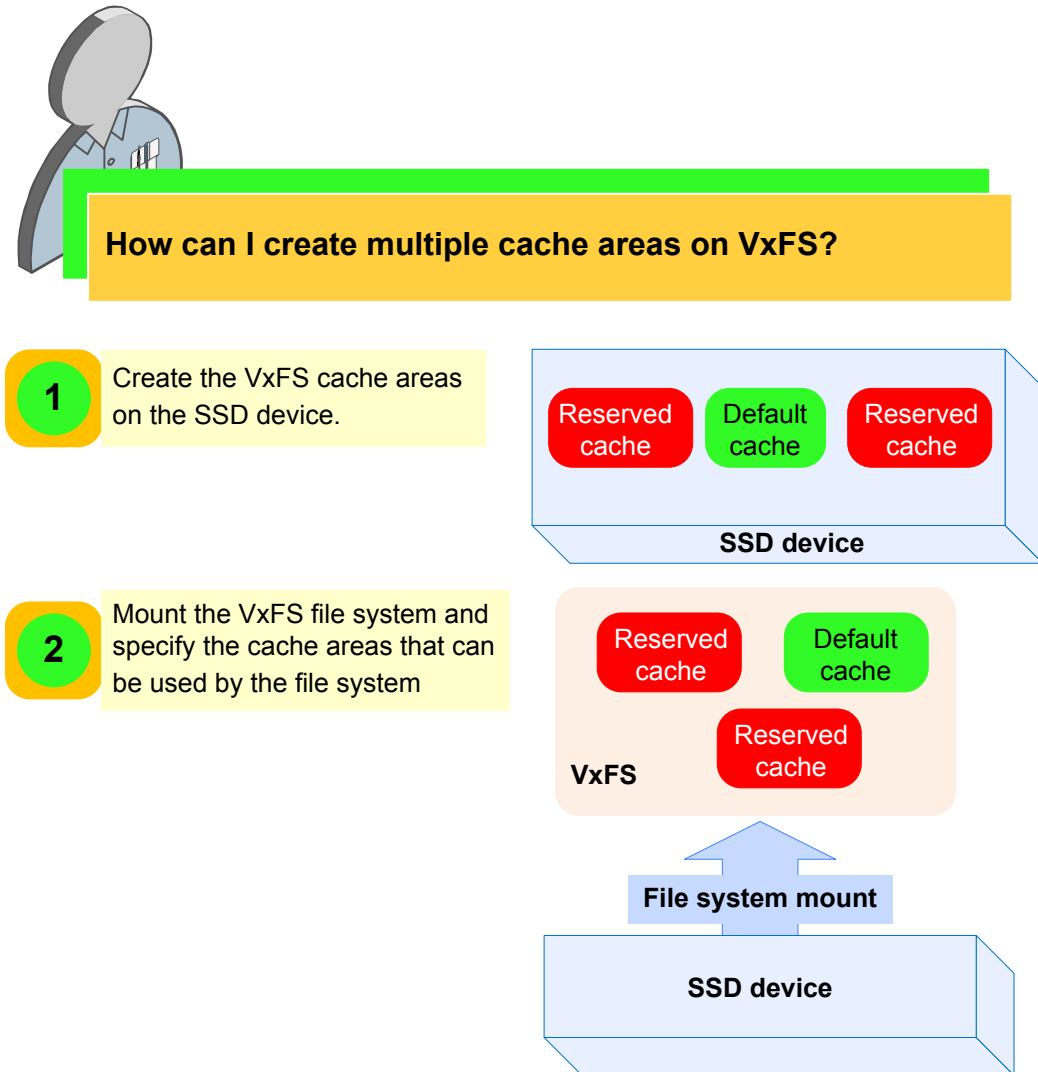 How can I create multiple cache areas on VxFS?
1
Create the VxFS cache areas
on the SSD device.
Reserved
cache
Default
cache
Reserved
cache
SSD device
2
Mount the VxFS file system and
specify the cache areas that can
be used by the file system
Reserved
cache
Default
cache
Reserved
cache
VxFS
File system mount
SSD device